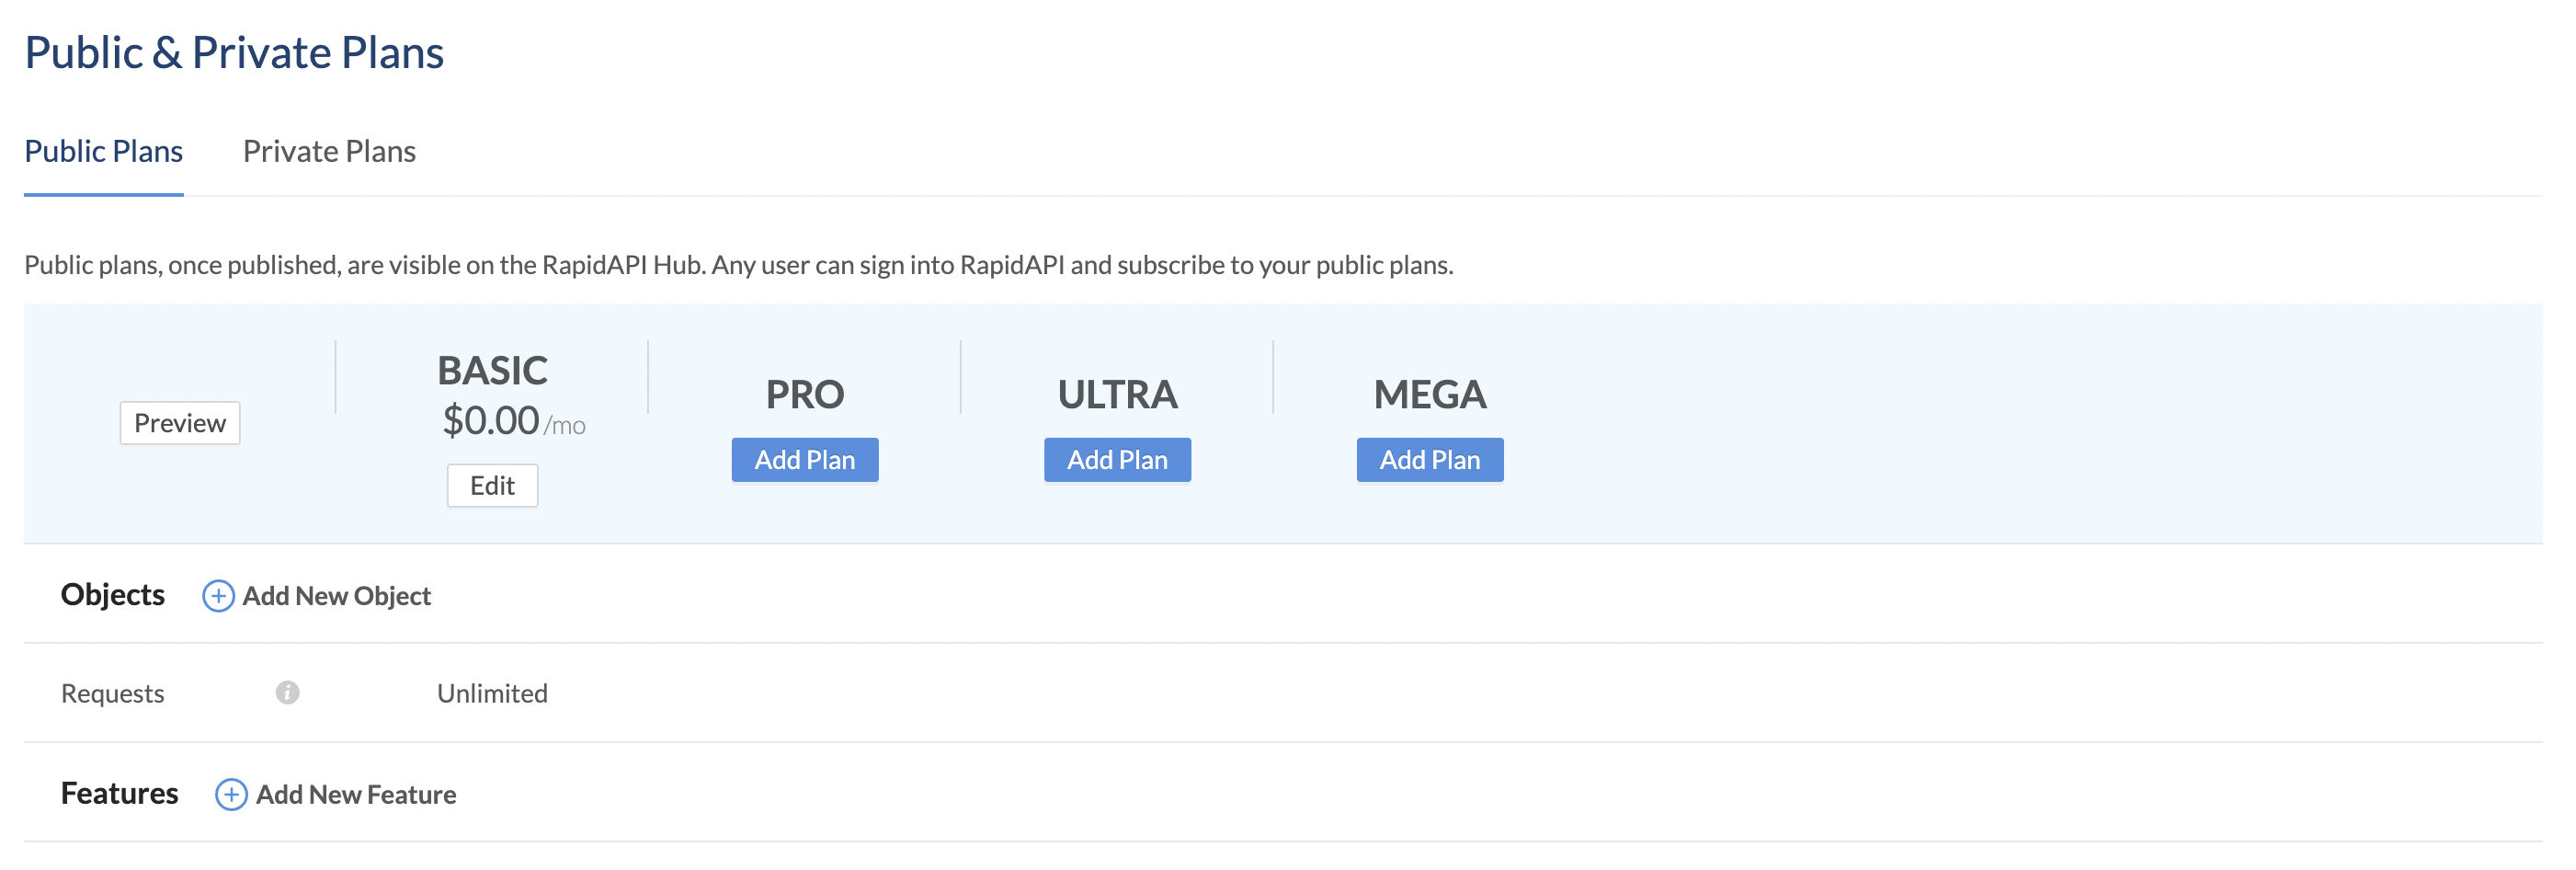 Public & Private Plans
Public Plans Private Plans
Public plans, once published, are visible on the RapidAPI Hub. Any user can sign into RapidAPI and subscribe to your public plans.
Preview
BASIC
$0.00 /mo
Edit
PRO
Add Plan
ULTRA
Add Plan
MEGA
Add Plan
Objects Add New Object
Requests Unlimited
Features Add New Feature